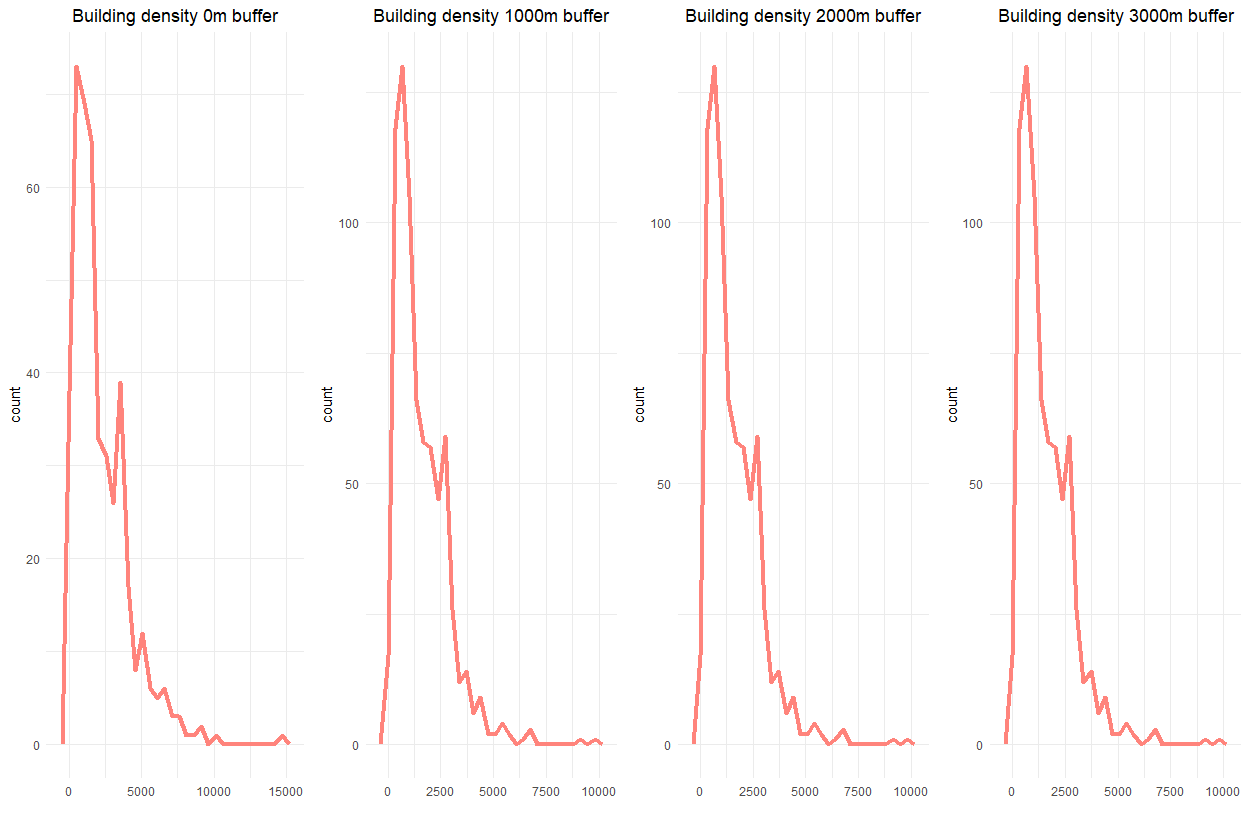 Building density 0m buffer
count
60
40
20
0
0 5000 10000 15000
Building density 1000m buffer
count
100
50
0
0 2500 5000 7500 10000
Building density 2000m buffer
count
100
50
0
0 2500 5000 7500 10000
Building density 3000m buffer
count
100
50
0
0 2500 5000 7500 10000